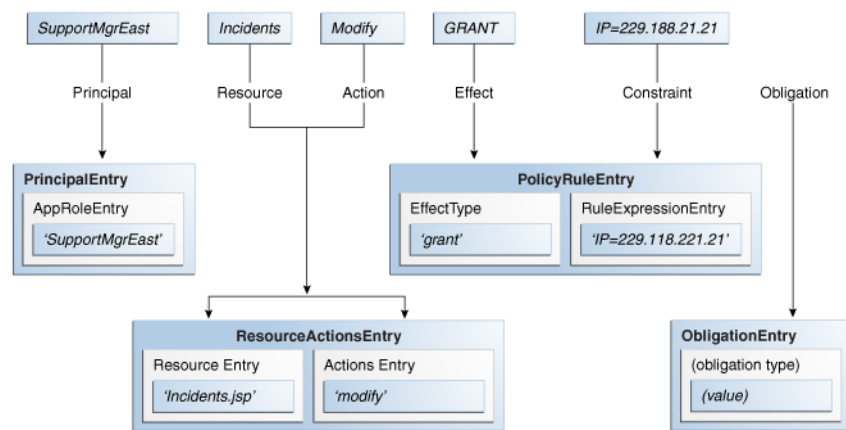 SupportMgrEast
Incidents
Modify
GRANT
IP=229.188.21.21
Principal
Resource
Action
Effect
Constraint
Obligation
PrincipalEntry
AppRoleEntry
‘SupportMgrEast’
PolicyRuleEntry
EffectType
‘grant’
RuleExpressionEntry
‘IP=229.118.221.21’
ResourceActionsEntry
Resource Entry
‘Incidents.jsp’
Actions Entry
‘modify’
ObligationEntry
(obligation type)
(value)